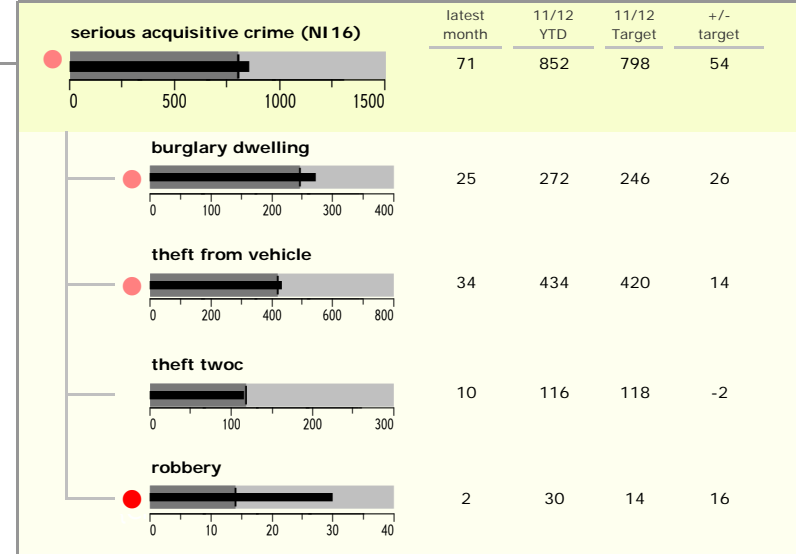 latest 11/12 11/12 +/-
month YTD Target target
serious acquisitive crime (NI16)
71 852 798 54
0 500 1000 1500
burglary dwelling
25 272 246 26
0 100 200 300 400
theft from vehicle
34 434 420 14
0 200 400 600 800
theft twoc
10 116 118 -2
0 100 200 300
robbery
2 30 14 16
0 10 20 30 40